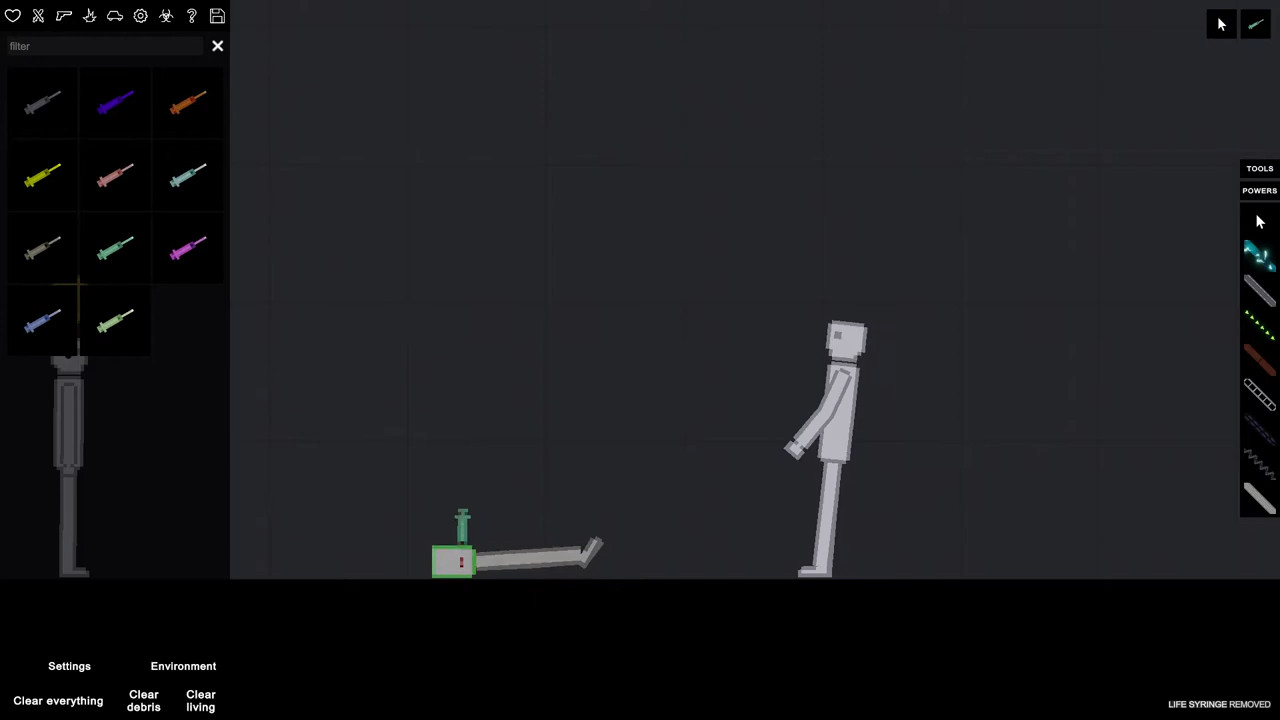 filter
TOOLS
POWERS
Settings
Environment
Clear everything
Clear debris
Clear living
LIFE SYRINGE REMOVED